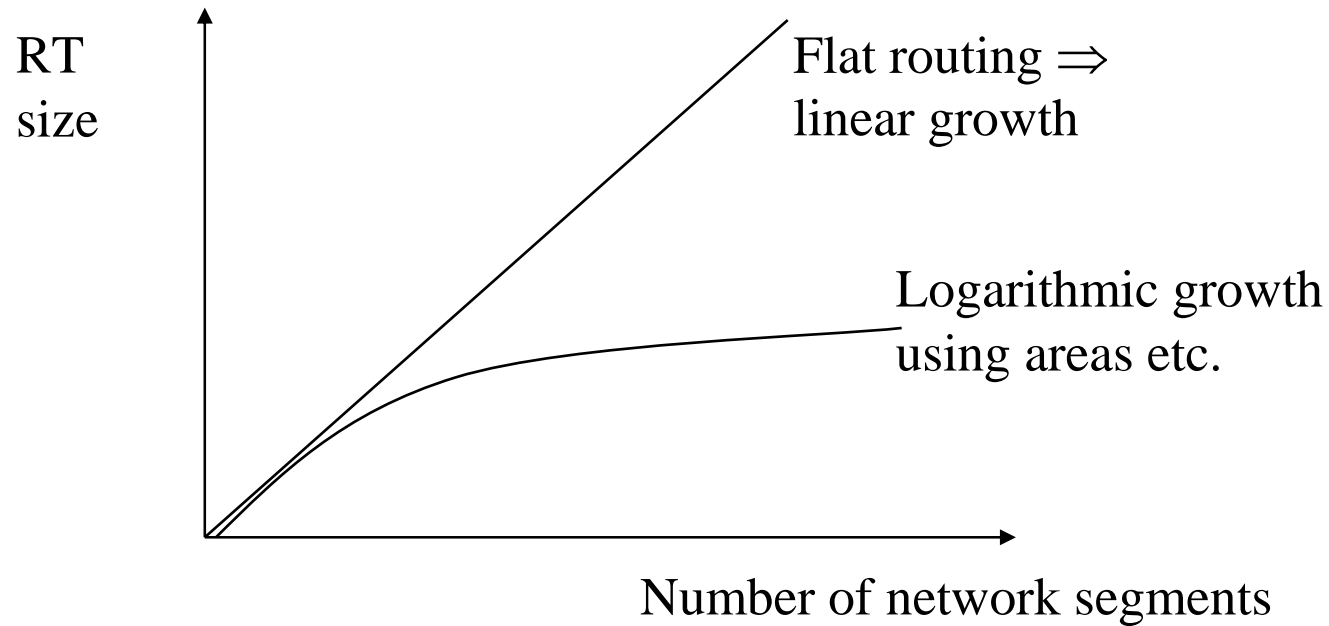 RT
size
Flat routing ⇒
linear growth
Logarithmic growth
using areas etc.
Number of network segments